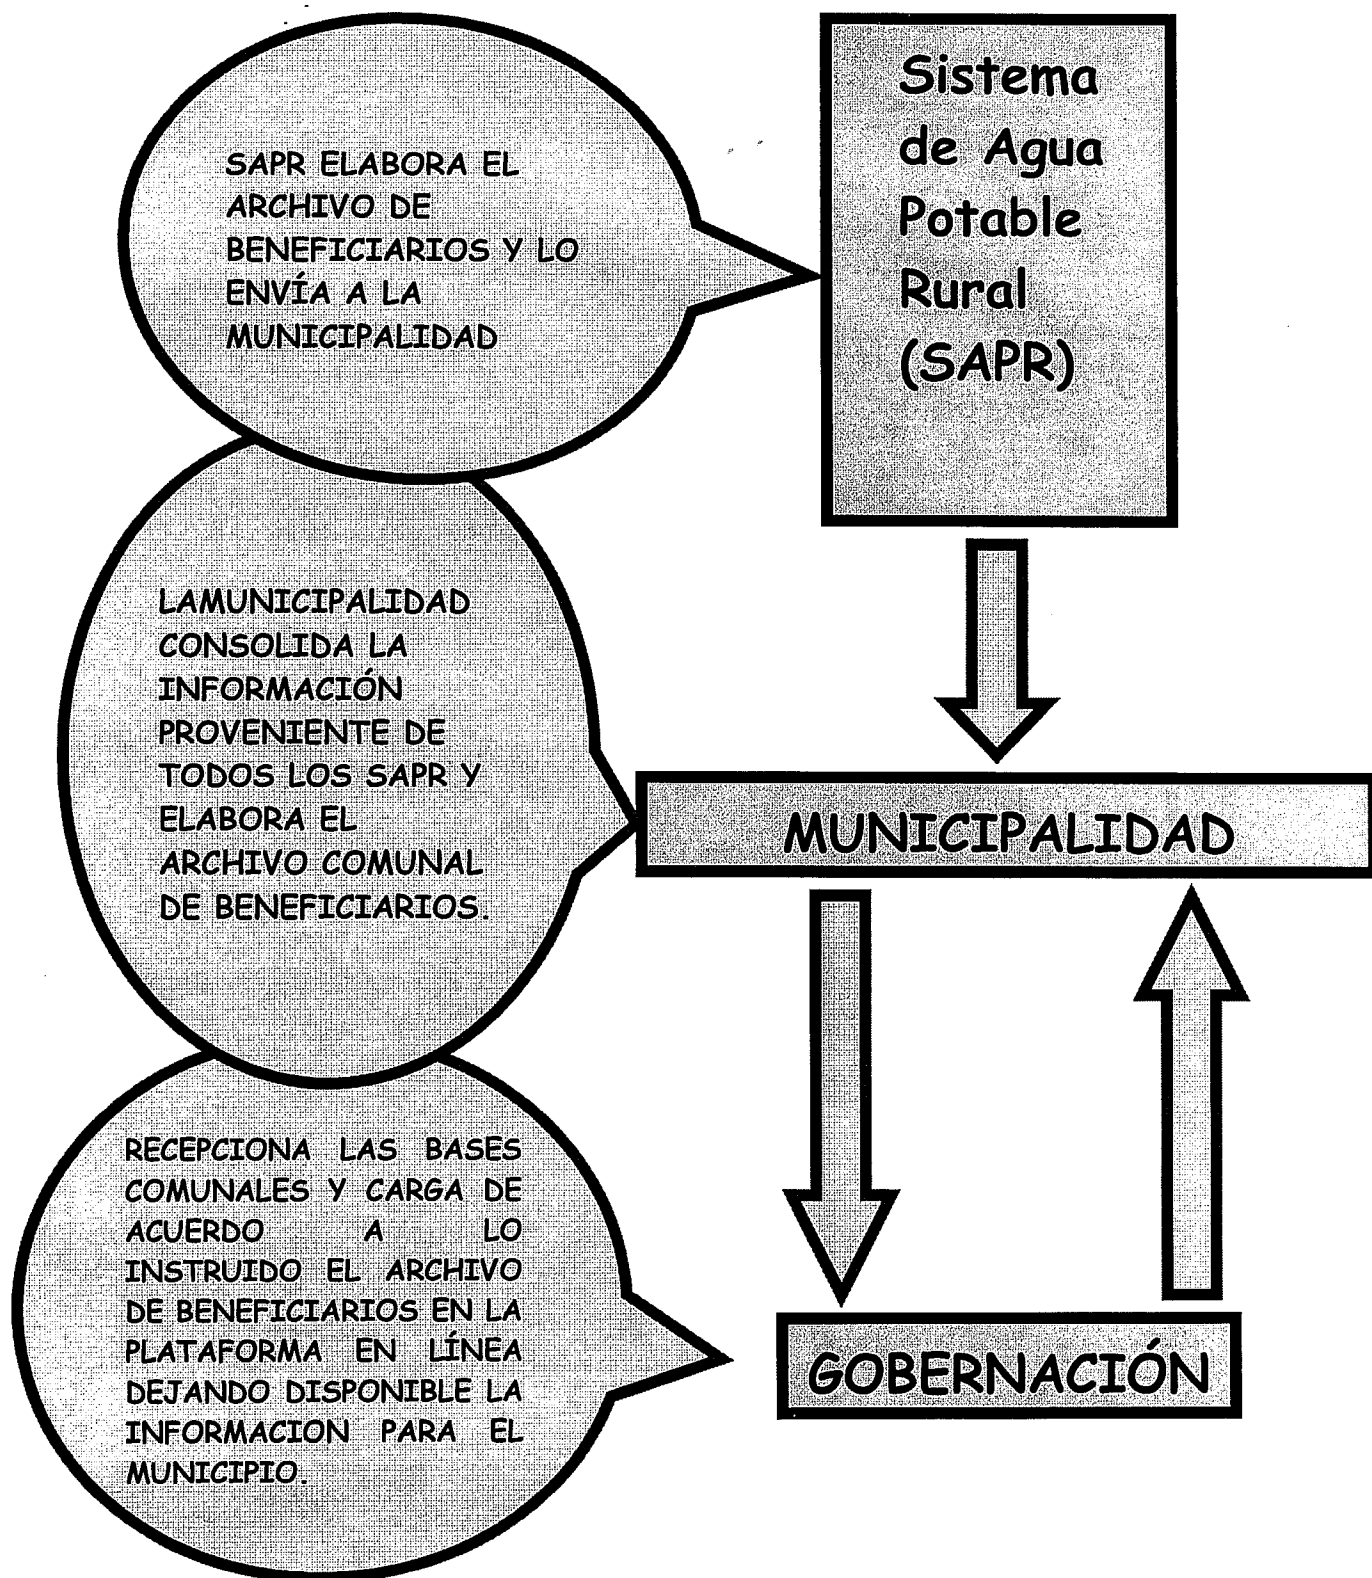 SAPR ELABORA EL
ARCHIVO DE
BENEFICIARIOS Y LO
ENVÍA A LA
MUNICIPALIDAD
Sistema
de Agua
Potable
Rural
(SAPR)
LAMUNICIPALIDAD
CONSOLIDA LA
INFORMACIÓN
PROVENIENTE DE
TODOS LOS SAPR Y
ELABORA EL
ARCHIVO COMUNAL
DE BENEFICIARIOS.
MUNICIPALIDAD
RECEPCIONA LAS BASES
COMUNALES Y CARGA DE
ACUERDO A LO
INSTRUIDO EL ARCHIVO
DE BENEFICIARIOS EN LA
PLATAFORMA EN LÍNEA
DEJANDO DISPONIBLE LA
INFORMACION PARA EL
MUNICIPIO.
GOBERNACIÓN